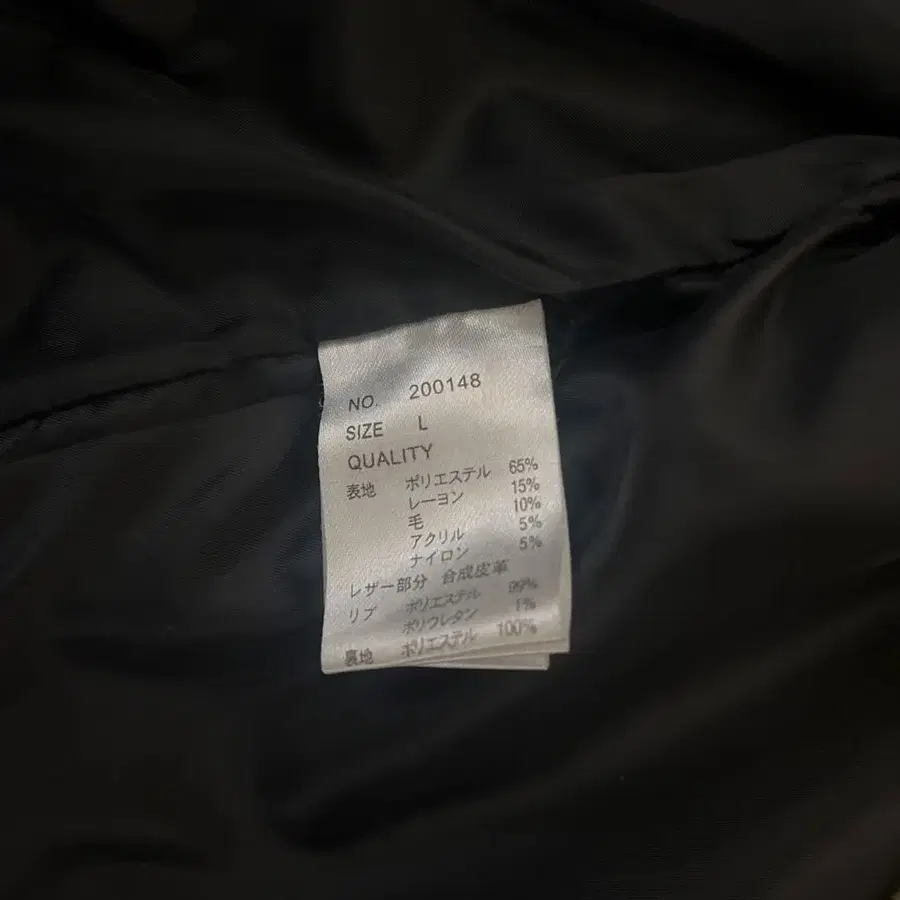 NO. 200148
SIZE L
QUALITY
表地 ポリエステル 65%
レーヨン 15%
毛 10%
アクリル 5%
ナイロン 5%
レザー部分 合成皮革
リブ ポリエステル 99%
ポリウレタン 1%
裏地 ポリエステル 100%